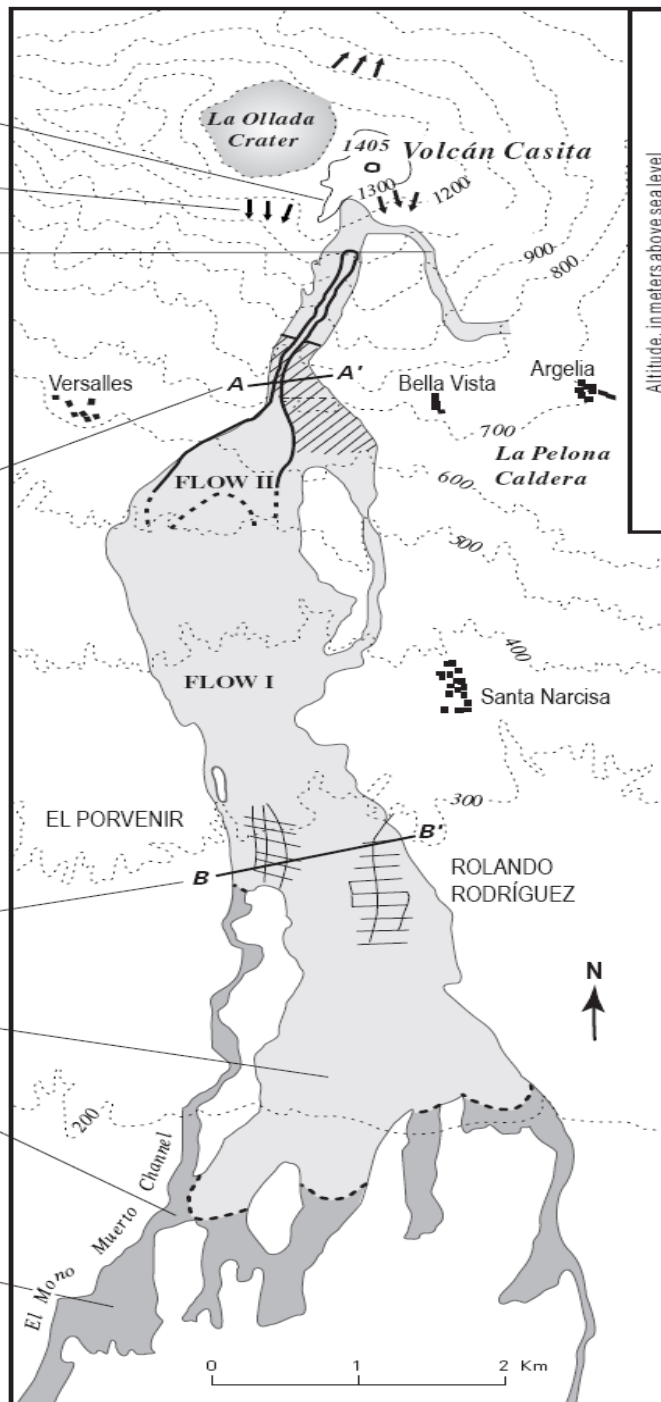 La Ollada
Crater
1405
Volcán Casita
1300
1200
900
800
Altitude, in meters above sea level
Versalles
A
A'
Bella Vista
Argelia
700
La Pelona
Caldera
FLOW II
600
500
400
FLOW I
Santa Narcisa
300
EL PORVENIR
B'
B
ROLANDO
RODRÍGUEZ
N
200
El Mono Muerto Channel
0 1 2 Km